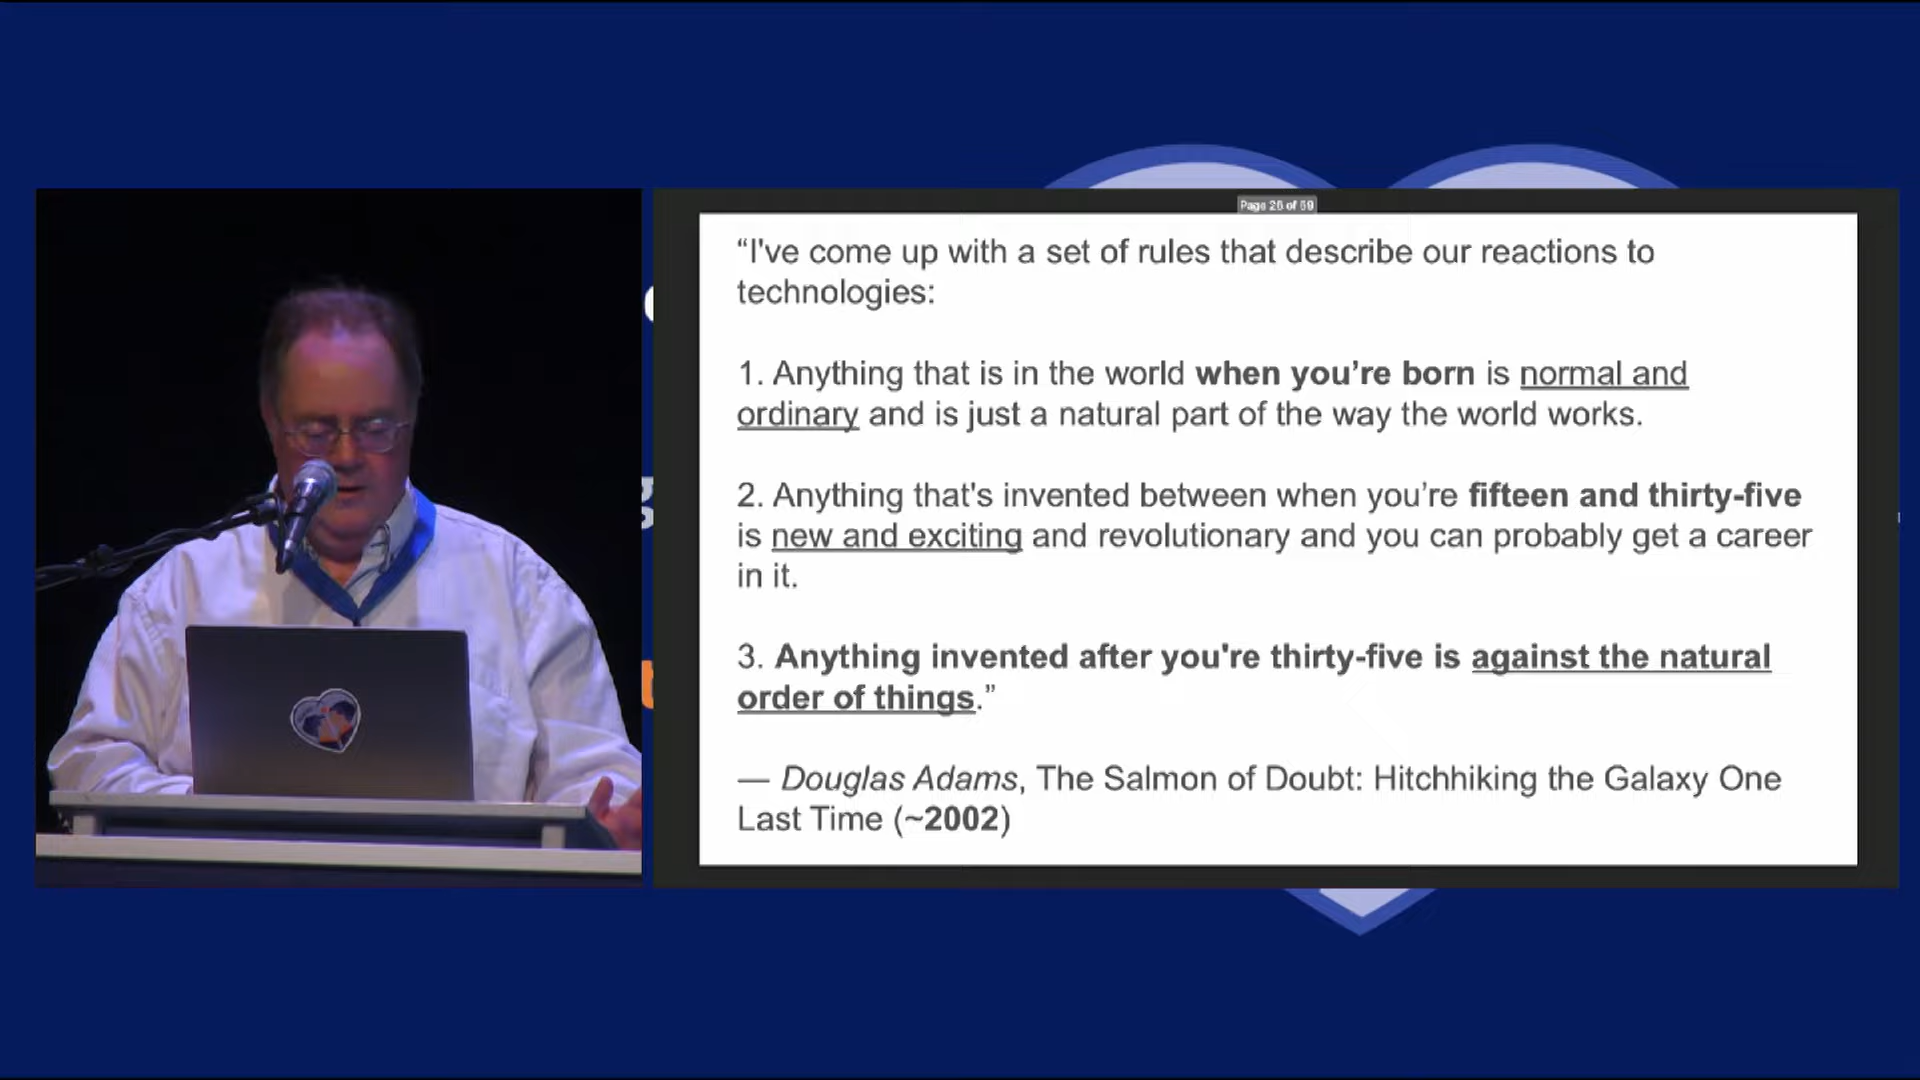 Page 26 of 59
“I've come up with a set of rules that describe our reactions to
technologies:
1. Anything that is in the world when you’re born is normal and
ordinary and is just a natural part of the way the world works.
2. Anything that's invented between when you’re fifteen and thirty-five
is new and exciting and revolutionary and you can probably get a career
in it.
3. Anything invented after you're thirty-five is against the natural
order of things.”
— Douglas Adams, The Salmon of Doubt: Hitchhiking the Galaxy One
Last Time (~2002)